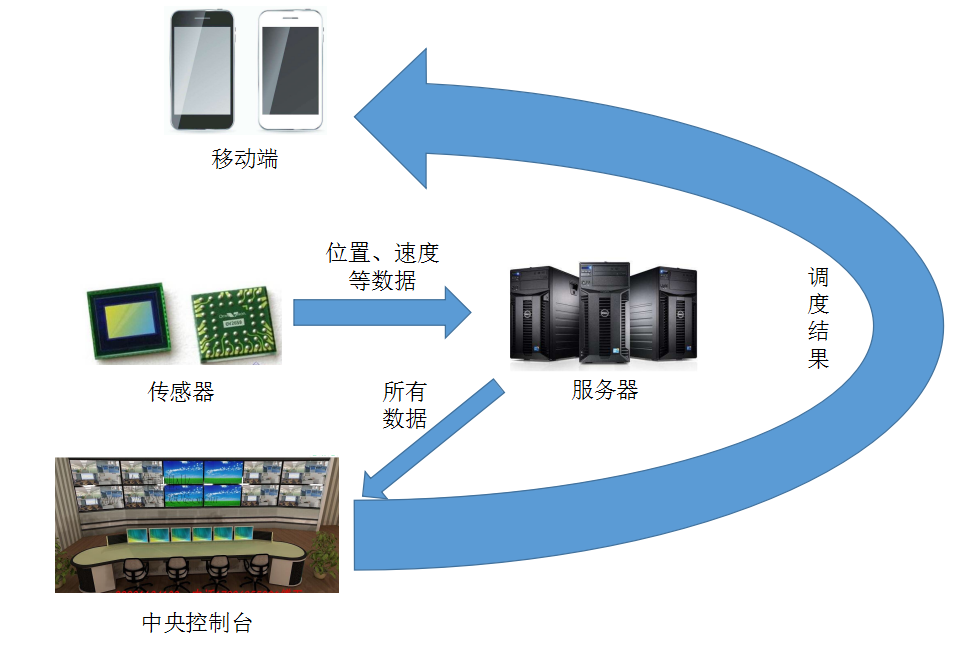 移动端
位置、速度
等数据
调
度
结
果
传感器
所有
数据
服务器
中央控制台